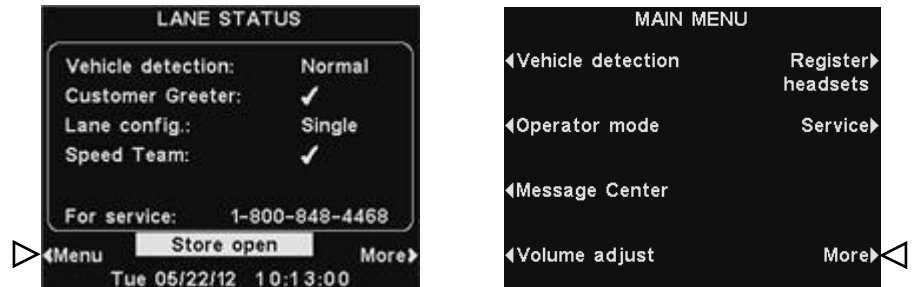 LANE STATUS
Vehicle detection: Normal
Customer Greeter: ✓
Lane config.: Single
Speed Team: ✓
For service: 1-800-848-4468
Store open
Menu More
Tue 05/22/12 10:13:00
MAIN MENU
Vehicle detection Register
headsets
Operator mode Service
Message Center
Volume adjust More